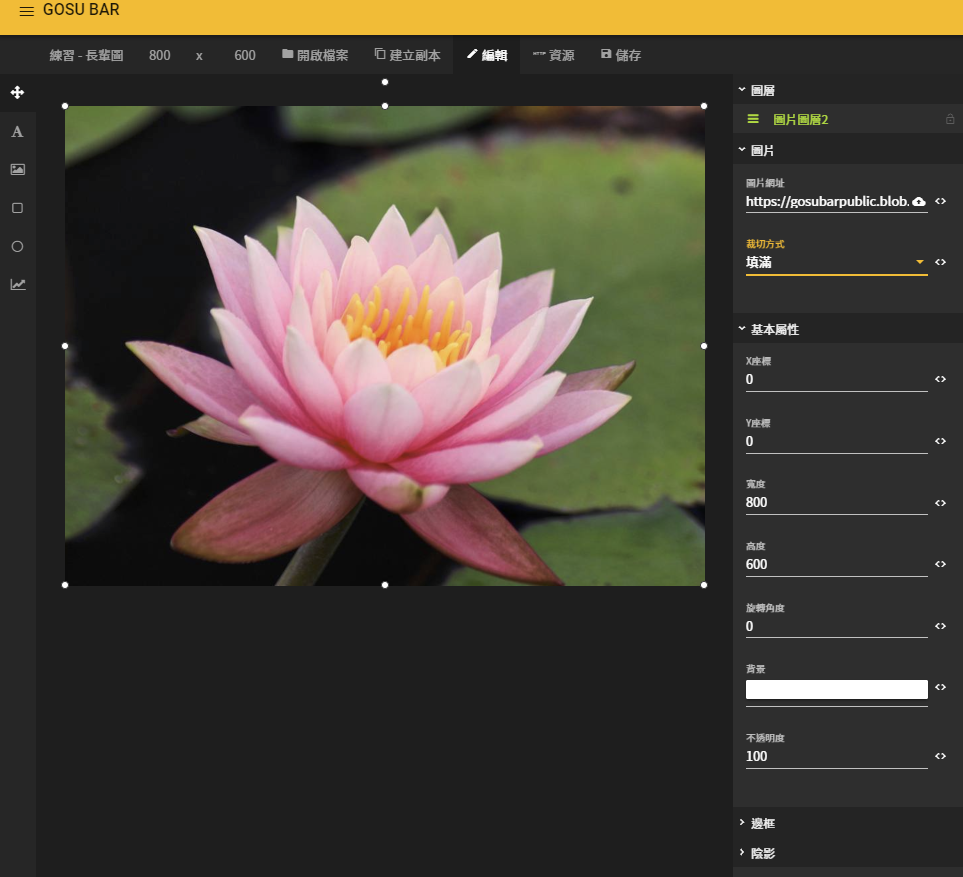 GOSU BAR
練習 - 長輩圖 800 x 600 開啟檔案 建立副本 編輯 HTTP 資源 儲存
A
圖層
圖片圖層2
圖片
圖片網址
https://gosubarpublic.blob.
裁切方式
填滿
基本屬性
X座標
0
Y座標
0
寬度
800
高度
600
旋轉角度
0
背景
不透明度
100
邊框
陰影